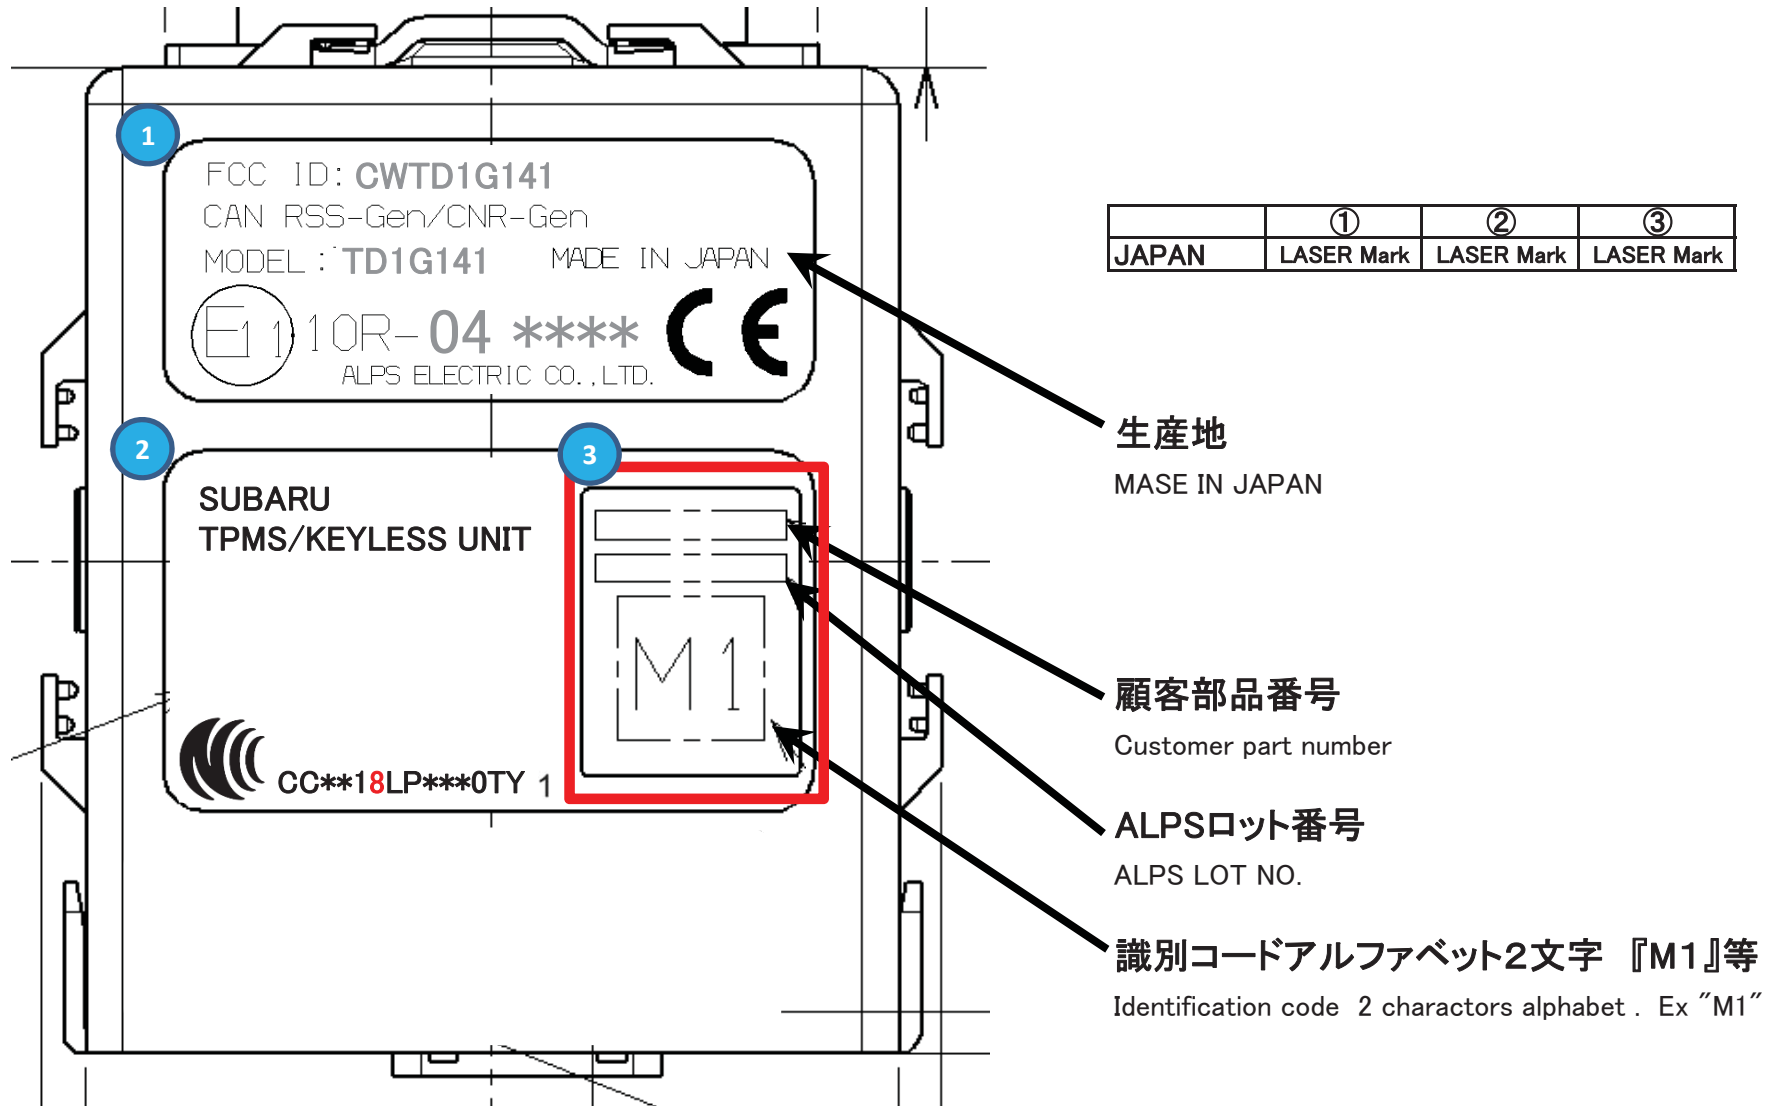 1
FCC ID: CWTD1G141
CAN RSS-Gen/CNR-Gen
MODEL: TD1G141 MADE IN JAPAN
E11 10R-04 **** CE
ALPS ELECTRIC CO.,LTD.
① ② ③
JAPAN LASER Mark LASER Mark LASER Mark
生産地
MASE IN JAPAN
2
3
SUBARU
TPMS/KEYLESS UNIT
M1
CC**18LP***0TY 1
顧客部品番号
Customer part number
ALPSロット番号
ALPS LOT NO.
識別コードアルファベット2文字 『M1』等
Identification code 2 charactors alphabet . Ex "M1"